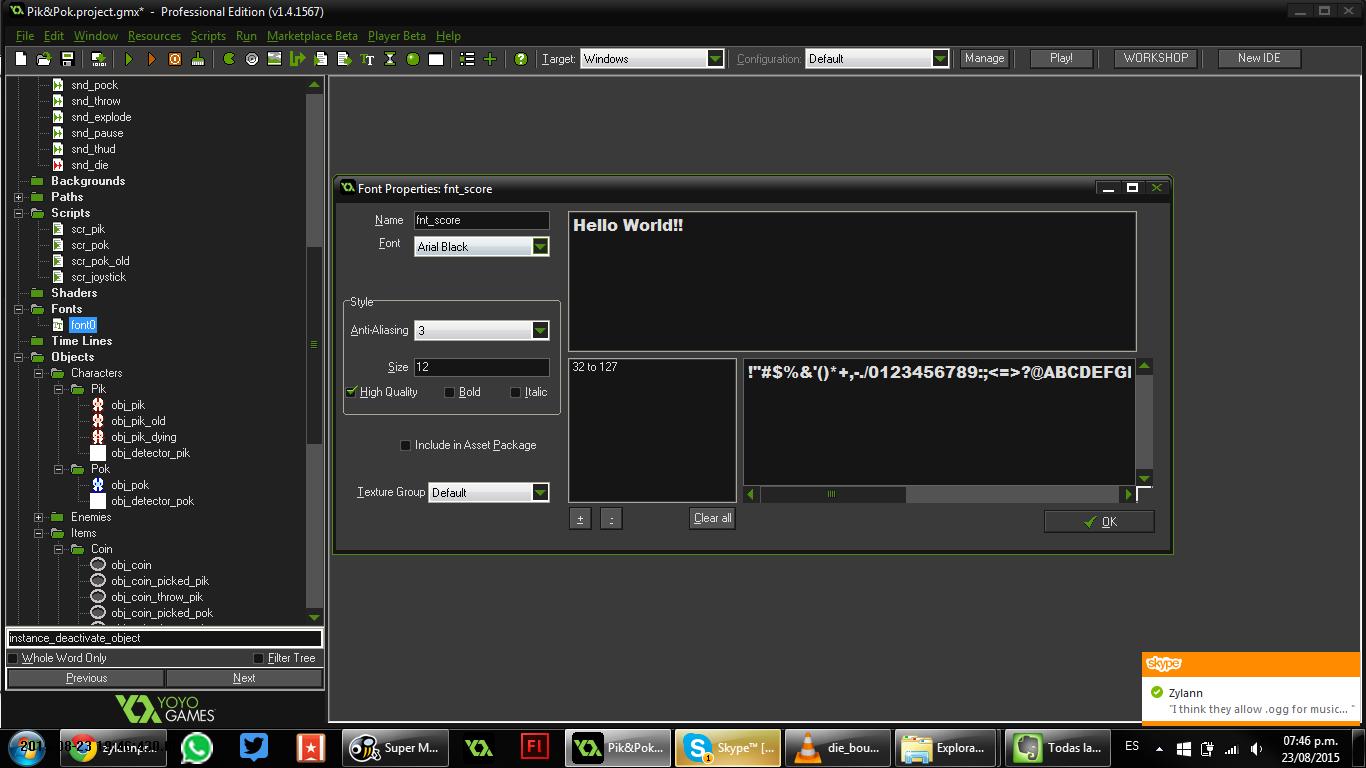 Pik&Pok.project.gmx* - Professional Edition (v1.4.1567)
File Edit Window Resources Scripts Run Marketplace Beta Player Beta Help
Target: Windows Configuration: Default Manage Play! WORKSHOP New IDE
snd_pock
snd_throw
snd_explode
snd_pause
snd_thud
snd_die
Backgrounds
Paths
Scripts
scr_pik
scr_pok
scr_pok_old
scr_joystick
Shaders
Fonts
font0
Time Lines
Objects
Characters
Pik
obj_pik
obj_pik_old
obj_pik_dying
obj_detector_pik
Pok
obj_pok
obj_detector_pok
Enemies
Items
Coin
obj_coin
obj_coin_picked_pik
obj_coin_throw_pik
obj_coin_picked_pok
instance_deactivate_object
Whole Word Only Filter Tree
Previous Next
YOYO
GAMES
Font Properties: fnt_score
Name fnt_score
Font Arial Black
Style
Anti-Aliasing 3
Size 12
High Quality Bold Italic
Include in Asset Package
Texture Group Default
Hello World!!
32 to 127
!"#$%&'()*+,-./0123456789:;<=>?@ABCDEFG
+ - Clear all
OK
skype
Zylann
"I think they allow .ogg for music... "
zylann,r...
Super M...
Pik&Pok...
Skype™ [...
1
die_bou...
Explora...
Todas la...
ES
07:46 p.m.
23/08/2015